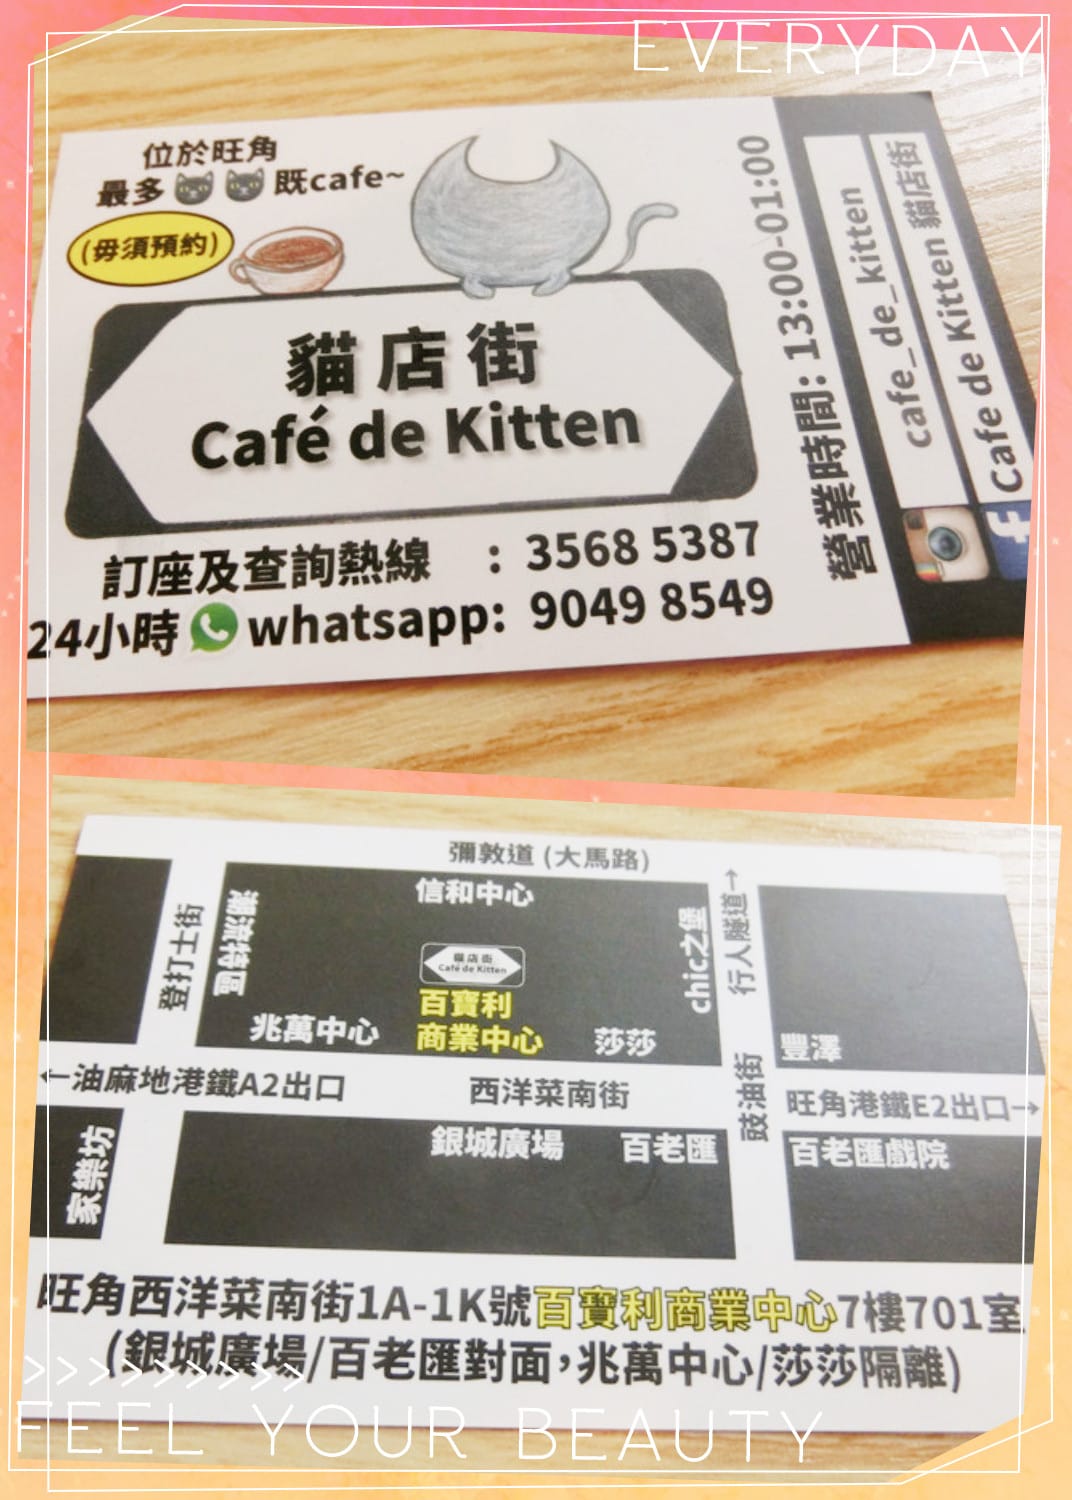 EVERYDAY
位於旺角
最多 既cafe~
(毋須預約)
貓店街
Café de Kitten
訂座及查詢熱線 : 3568 5387
24小時 whatsapp: 9049 8549
營業時間: 13:00-01:00
cafe_de_kitten
Cafe de Kitten 貓店街
彌敦道 (大馬路)
信和中心
登打士街
潮流特區
貓店街
Café de Kitten
chic之堡
行人隧道→
百寶利
商業中心
兆萬中心
莎莎
豐澤
←油麻地港鐵A2出口
西洋菜南街
豉油街
旺角港鐵E2出口→
家樂坊
銀城廣場
百老匯
百老匯戲院
旺角西洋菜南街1A-1K號百寶利商業中心7樓701室
(銀城廣場/百老匯對面,兆萬中心/莎莎隔離)
>>>>>>>>>>
FEEL YOUR BEAUTY